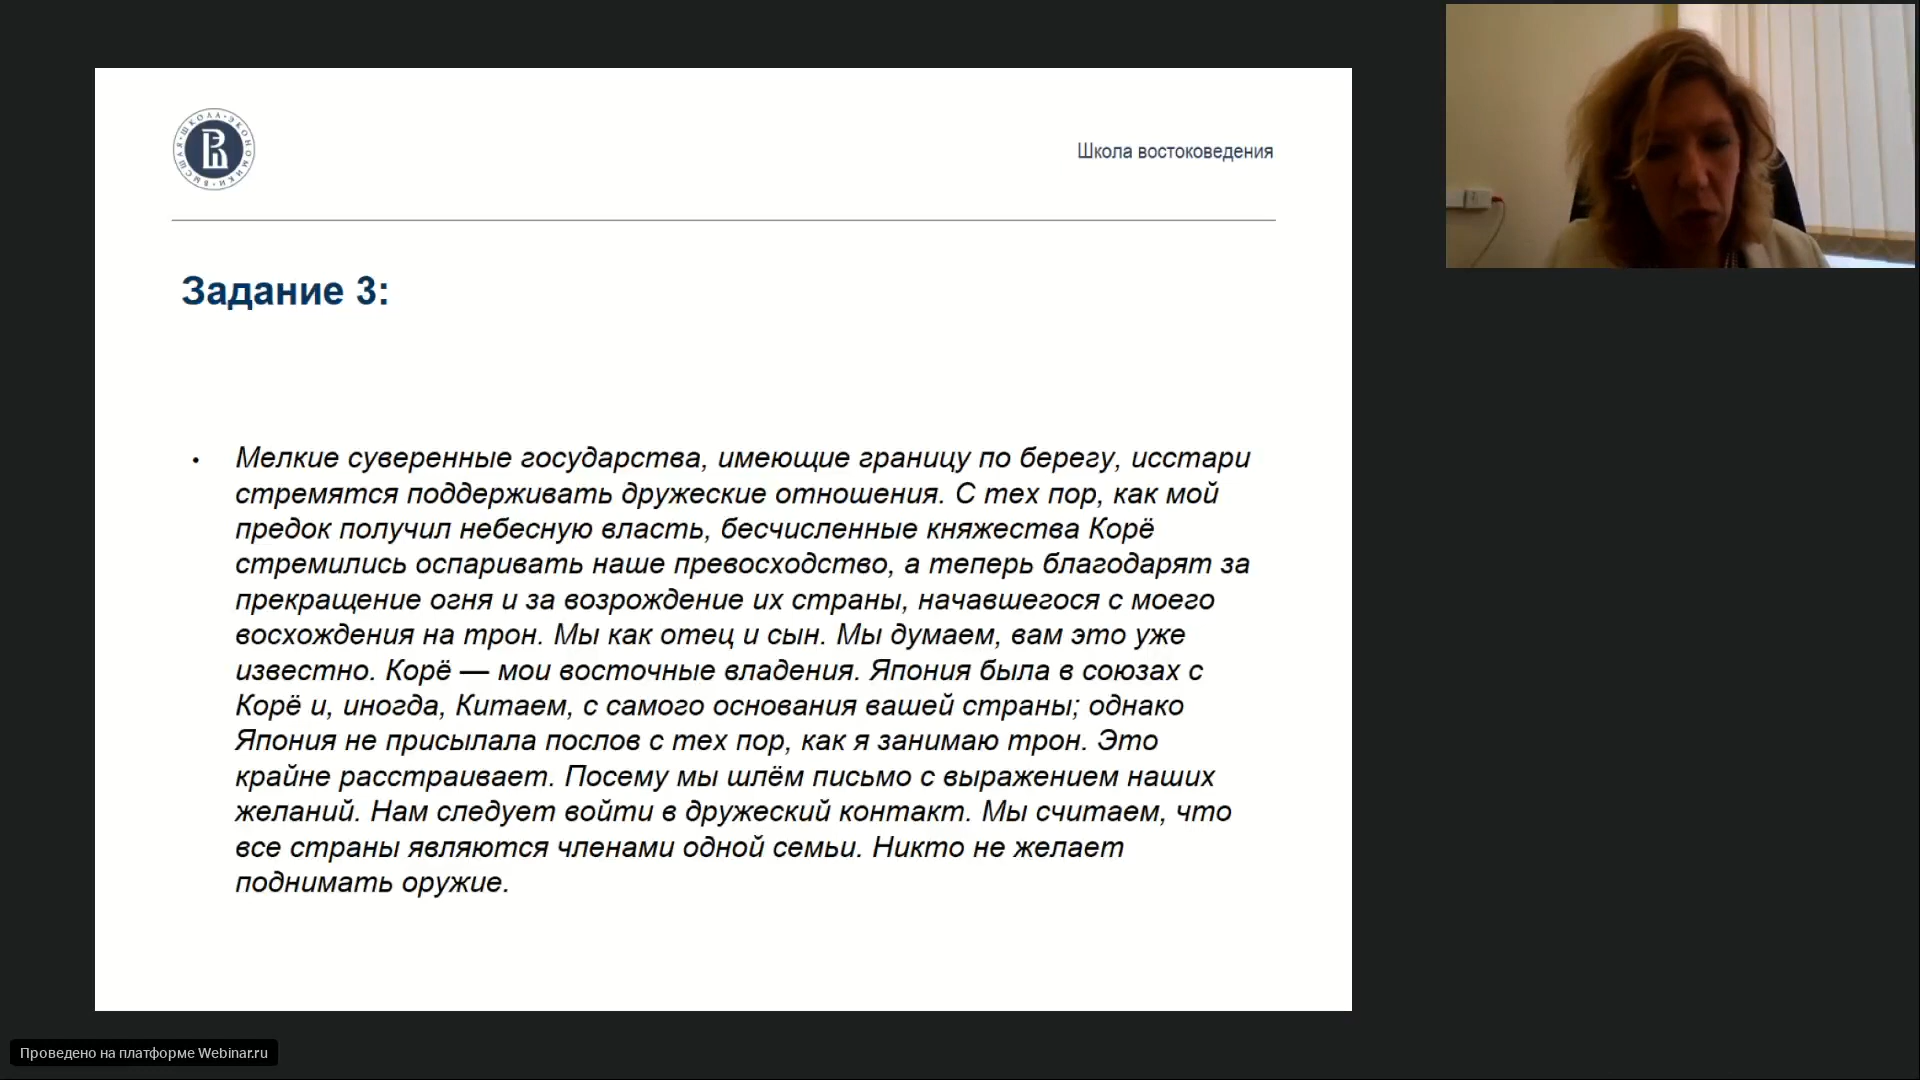 ВЫСШАЯ ШКОЛА ЭКОНОМИКИ
Школа востоковедения
Задание 3:
• Мелкие суверенные государства, имеющие границу по берегу, исстари
стремятся поддерживать дружеские отношения. С тех пор, как мой
предок получил небесную власть, бесчисленные княжества Корё
стремились оспаривать наше превосходство, а теперь благодарят за
прекращение огня и за возрождение их страны, начавшегося с моего
восхождения на трон. Мы как отец и сын. Мы думаем, вам это уже
известно. Корё — мои восточные владения. Япония была в союзах с
Корё и, иногда, Китаем, с самого основания вашей страны; однако
Япония не присылала послов с тех пор, как я занимаю трон. Это
крайне расстраивает. Посему мы шлём письмо с выражением наших
желаний. Нам следует войти в дружеский контакт. Мы считаем, что
все страны являются членами одной семьи. Никто не желает
поднимать оружие.
Проведено на платформе Webinar.ru